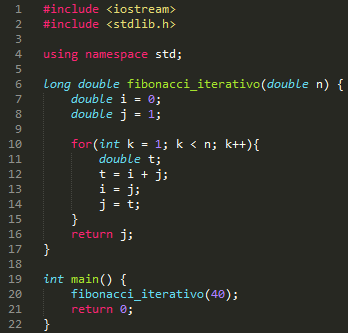 1 #include <iostream>
2 #include <stdlib.h>
3
4 using namespace std;
5
6 long double fibonacci_iterativo(double n) {
7     double i = 0;
8     double j = 1;
9
10     for(int k = 1; k < n; k++){
11         double t;
12         t = i + j;
13         i = j;
14         j = t;
15     }
16     return j;
17 }
18
19 int main() {
20     fibonacci_iterativo(40);
21     return 0;
22 }